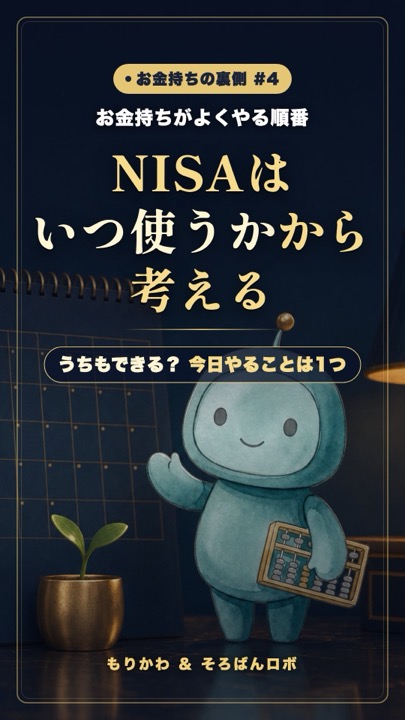 • お金持ちの裏側 #4
お金持ちがよくやる順番
NISAは
いつ使うかから
考える
うちもできる？ 今日やることは1つ
もりかわ & そろばんロボ